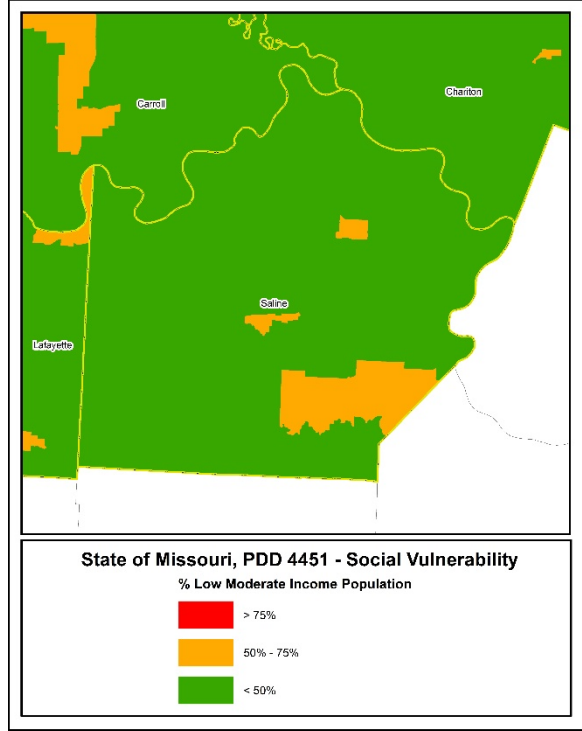 Carroll
Chariton
Saline
Lafayette
State of Missouri, PDD 4451 - Social Vulnerability
% Low Moderate Income Population
> 75%
50% - 75%
< 50%